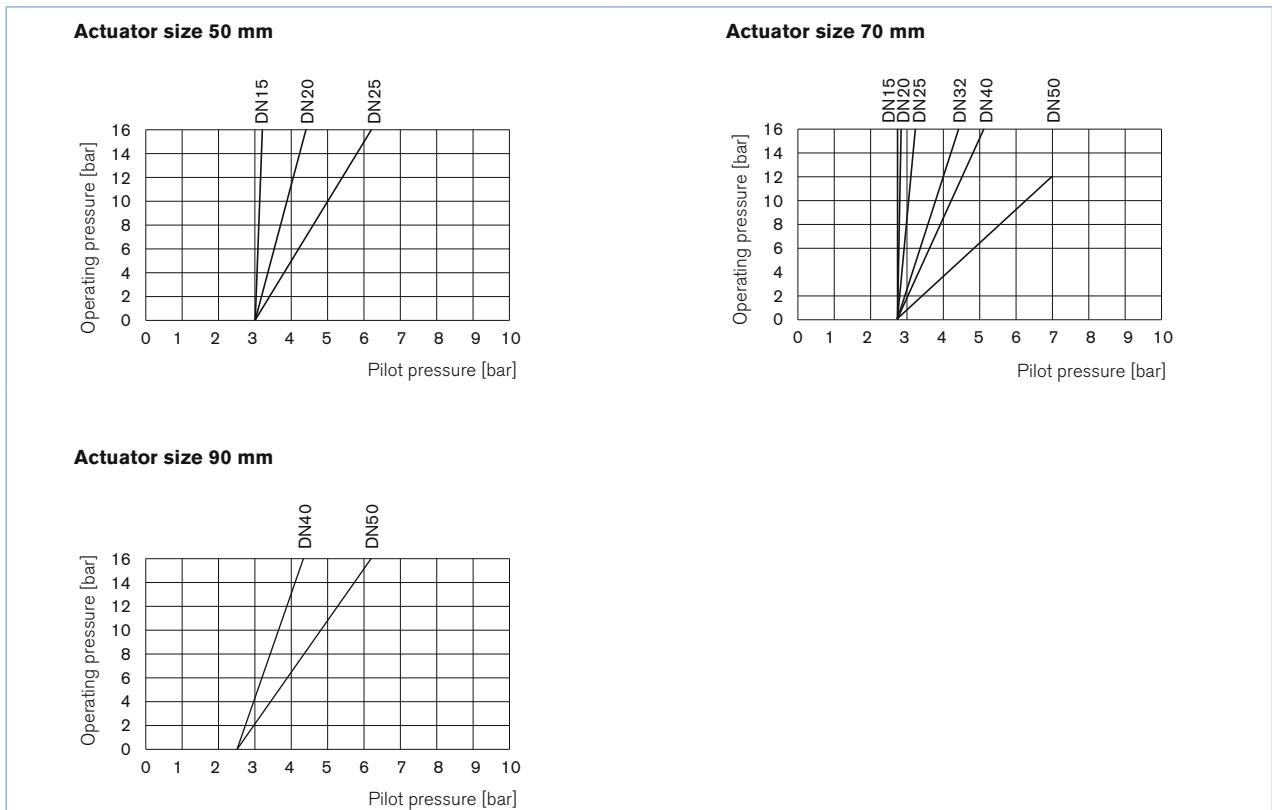 Actuator size 50 mm
DN15
DN20
DN25
Operating pressure [bar]
16
14
12
10
8
6
4
2
0
0 1 2 3 4 5 6 7 8 9 10
Pilot pressure [bar]
Actuator size 70 mm
DN15
DN20
DN25
DN32
DN40
DN50
Operating pressure [bar]
16
14
12
10
8
6
4
2
0
0 1 2 3 4 5 6 7 8 9 10
Pilot pressure [bar]
Actuator size 90 mm
DN40
DN50
Operating pressure [bar]
16
14
12
10
8
6
4
2
0
0 1 2 3 4 5 6 7 8 9 10
Pilot pressure [bar]